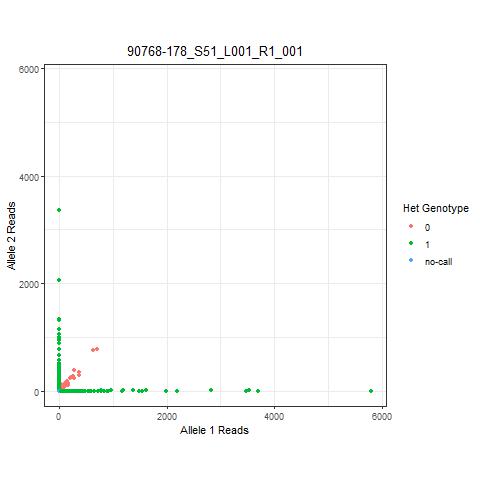 90768-178_S51_L001_R1_001
6000
4000
2000
0
Allele 2 Reads
0
2000
4000
6000
Allele 1 Reads
Het Genotype
0
1
no-call